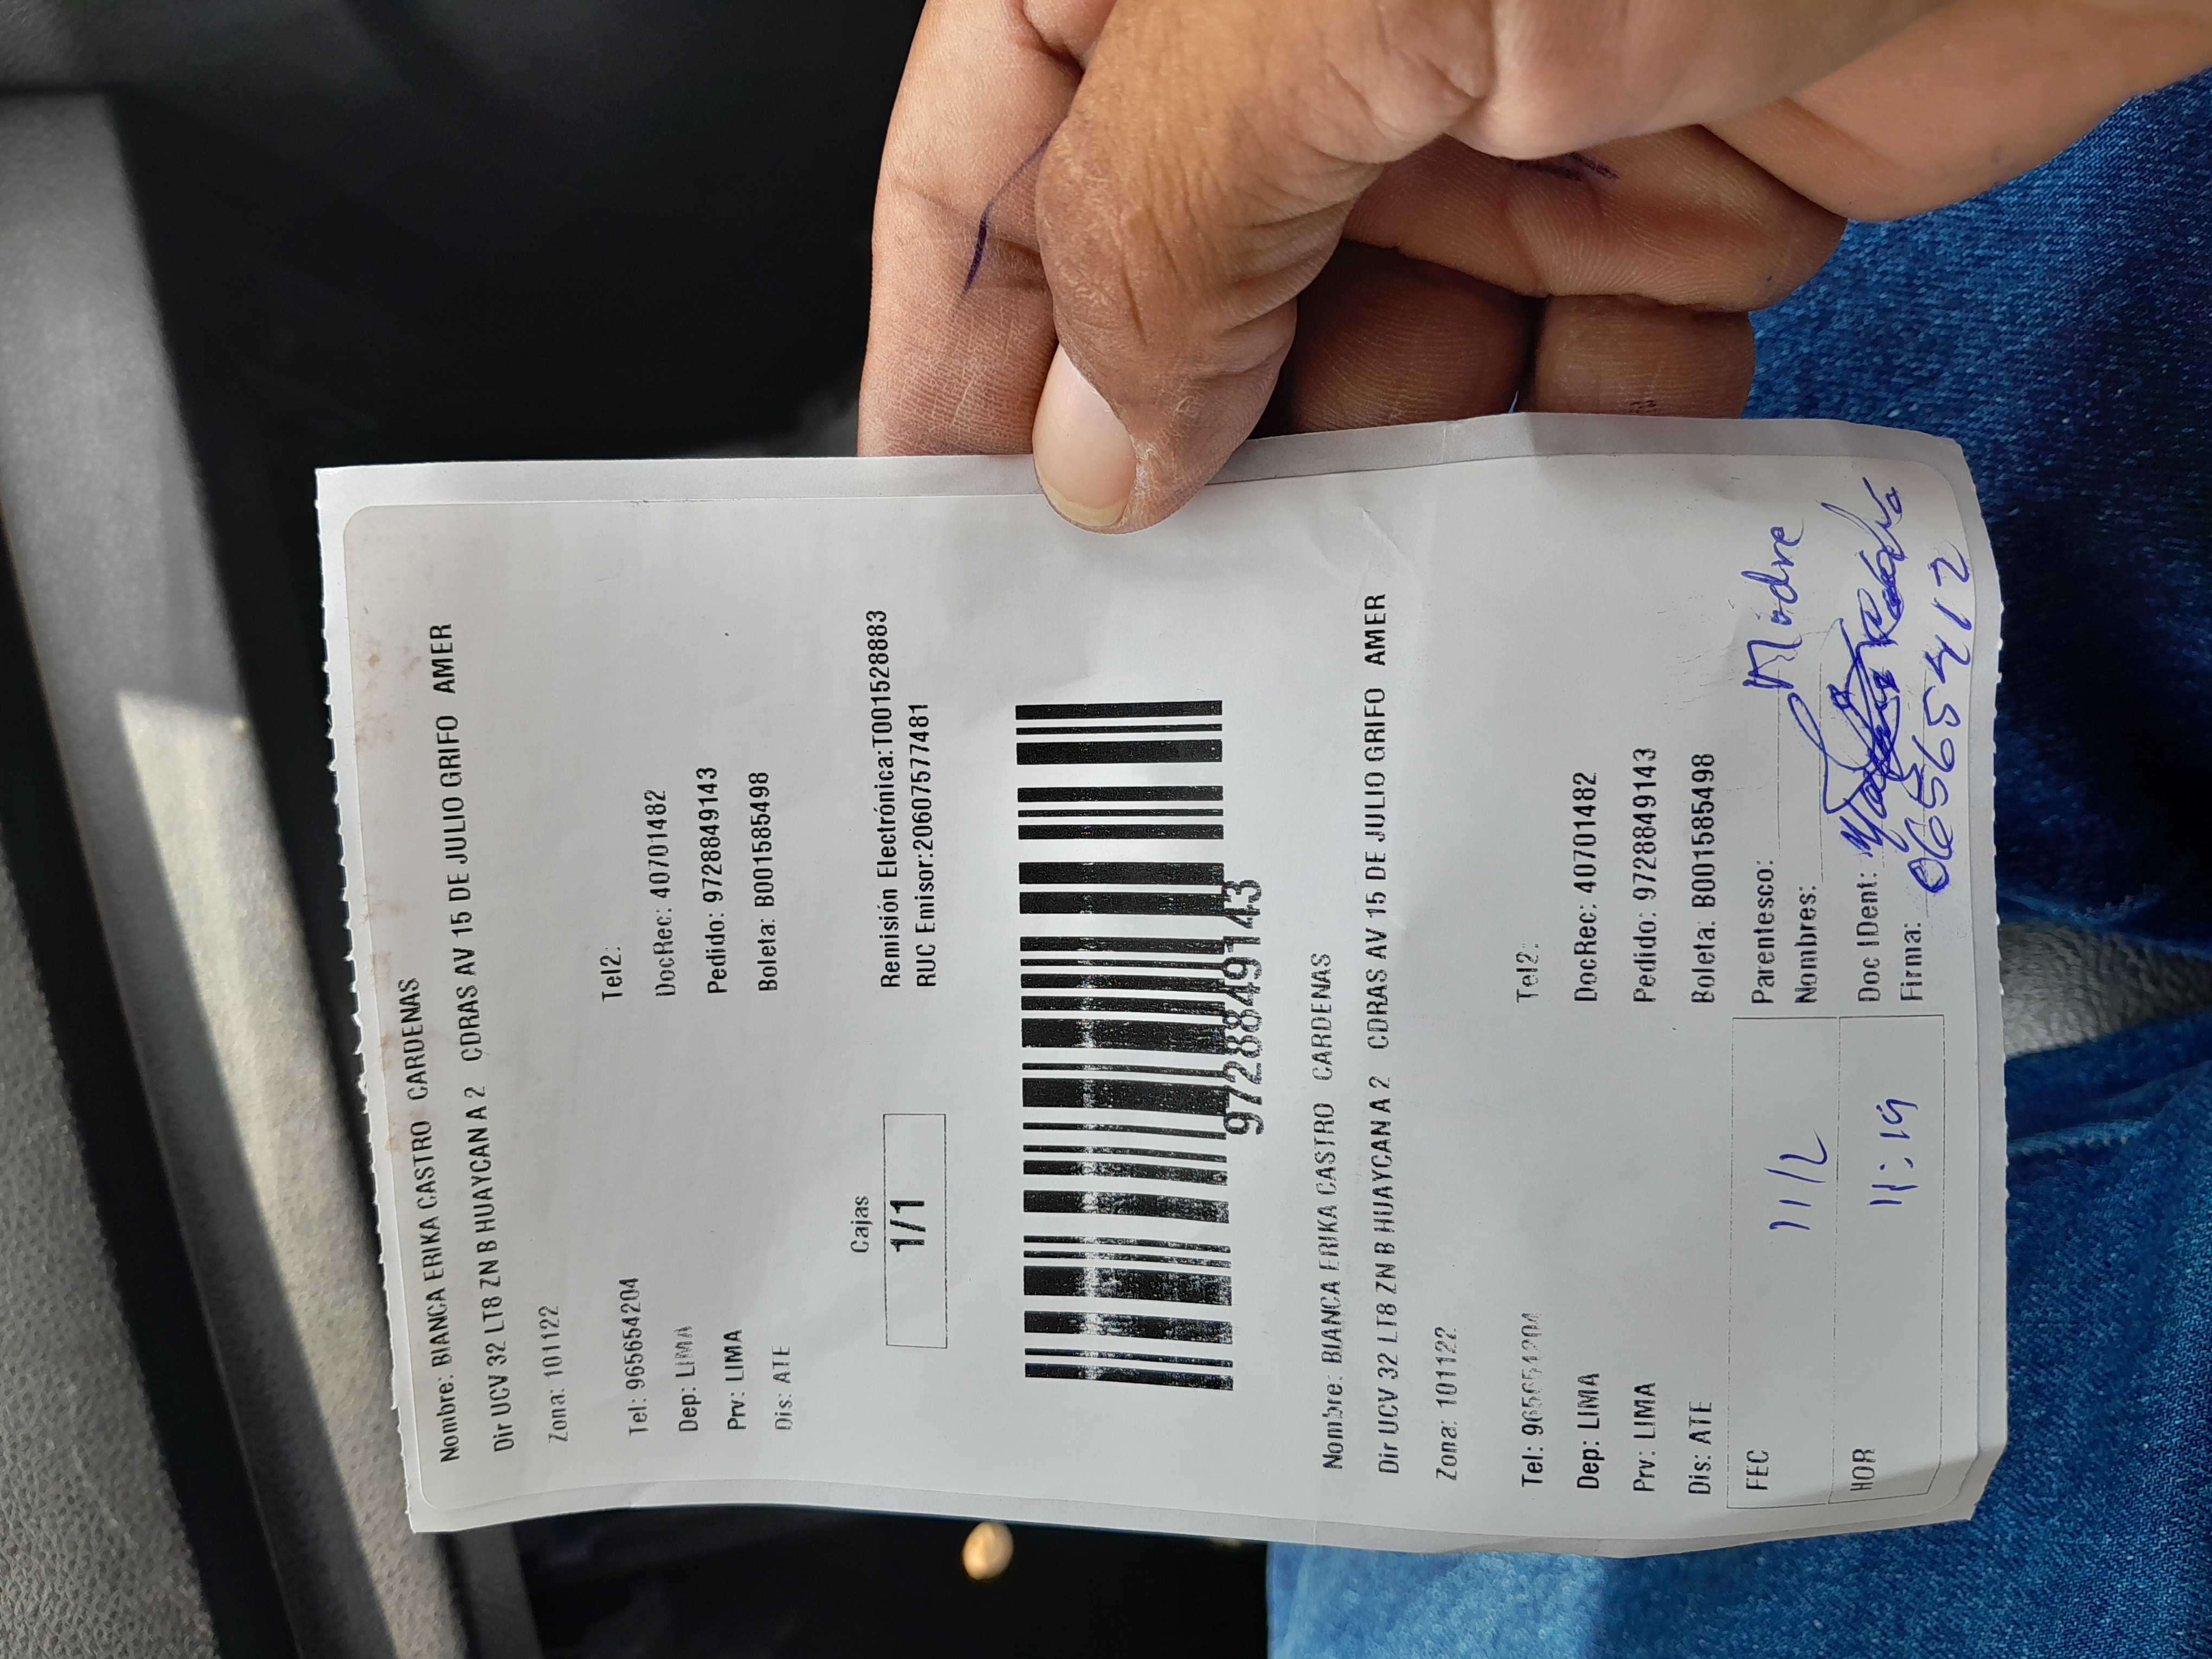 Nombre: BIANCA ERIKA CASTRO CARDENAS
Dir UCV 32 LT8 ZN B HUAYCAN A 2 CDRAS AV 15 DE JULIO GRIFO AMER
Zona: 101122
Tel: 965654204 Tel2:
Dep: LIMA DocRec: 40701482
Prv: LIMA Pedido: 9728849143
Dis: ATE Boleta: B001585498
Cajas
1/1
Remisión Electrónica:T001528883
RUC Emisor:20607577481
9728849143
Nombre: BIANCA ERIKA CASTRO CARDENAS
Dir UCV 32 LT8 ZN B HUAYCAN A 2 CDRAS AV 15 DE JULIO GRIFO AMER
Zona: 101122
Tel: 965654204 Tel2:
Dep: LIMA DocRec: 40701482
Prv: LIMA Pedido: 9728849143
Dis: ATE Boleta: B001585498
FEC 11/2 Parentesco: Madre
Nombres:
HOR 11:19 Doc IDent:
Firma: 06565412